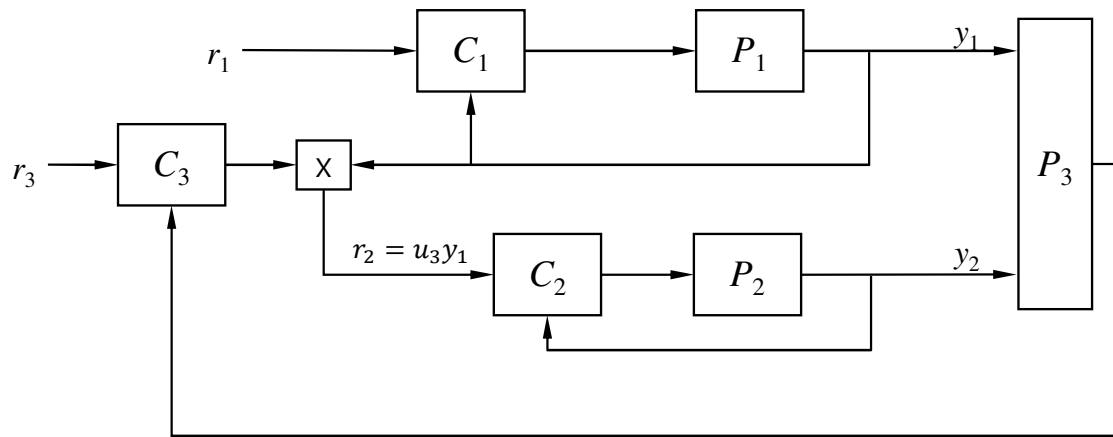 r₁ C₁ P₁ y₁
r₃ C₃ X P₃
r₂ = u₃y₁ C₂ P₂ y₂